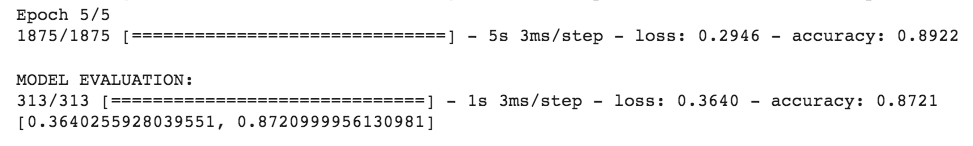 Epoch 5/5
1875/1875 [==============================] - 5s 3ms/step - loss: 0.2946 - accuracy: 0.8922
MODEL EVALUATION:
313/313 [==============================] - 1s 3ms/step - loss: 0.3640 - accuracy: 0.8721
[0.3640255928039551, 0.8720999956130981]